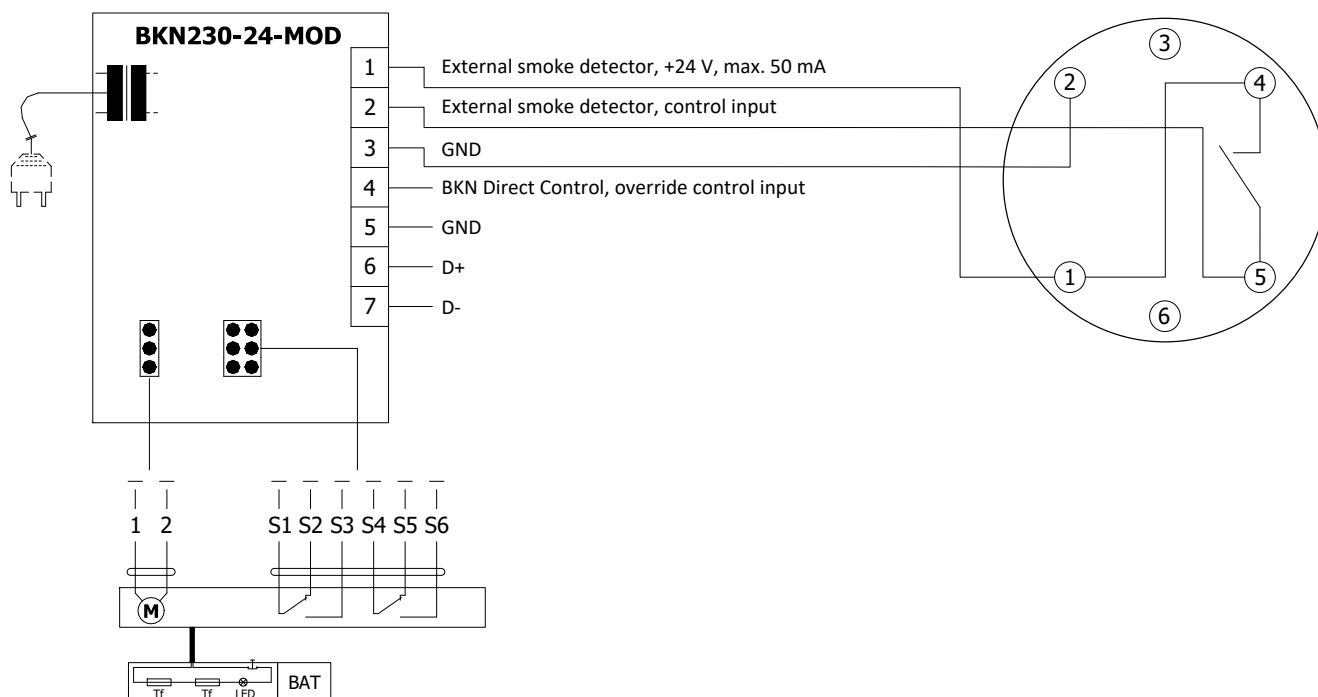 BKN230-24-MOD
1 External smoke detector, +24 V, max. 50 mA
2 External smoke detector, control input
3 GND
4 BKN Direct Control, override control input
5 GND
6 D+
7 D-
3
2 4
1 5
6
1 2 S1 S2 S3 S4 S5 S6
M
Tf Tf LED BAT